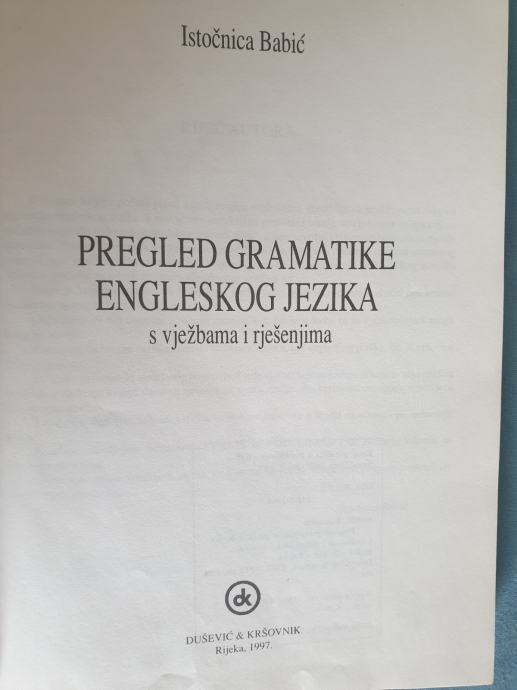 Istočnica Babić
PREGLED GRAMATIKE
ENGLESKOG JEZIKA
s vježbama i rješenjima
dk
DUŠEVIĆ & KRŠOVNIK
Rijeka, 1997.